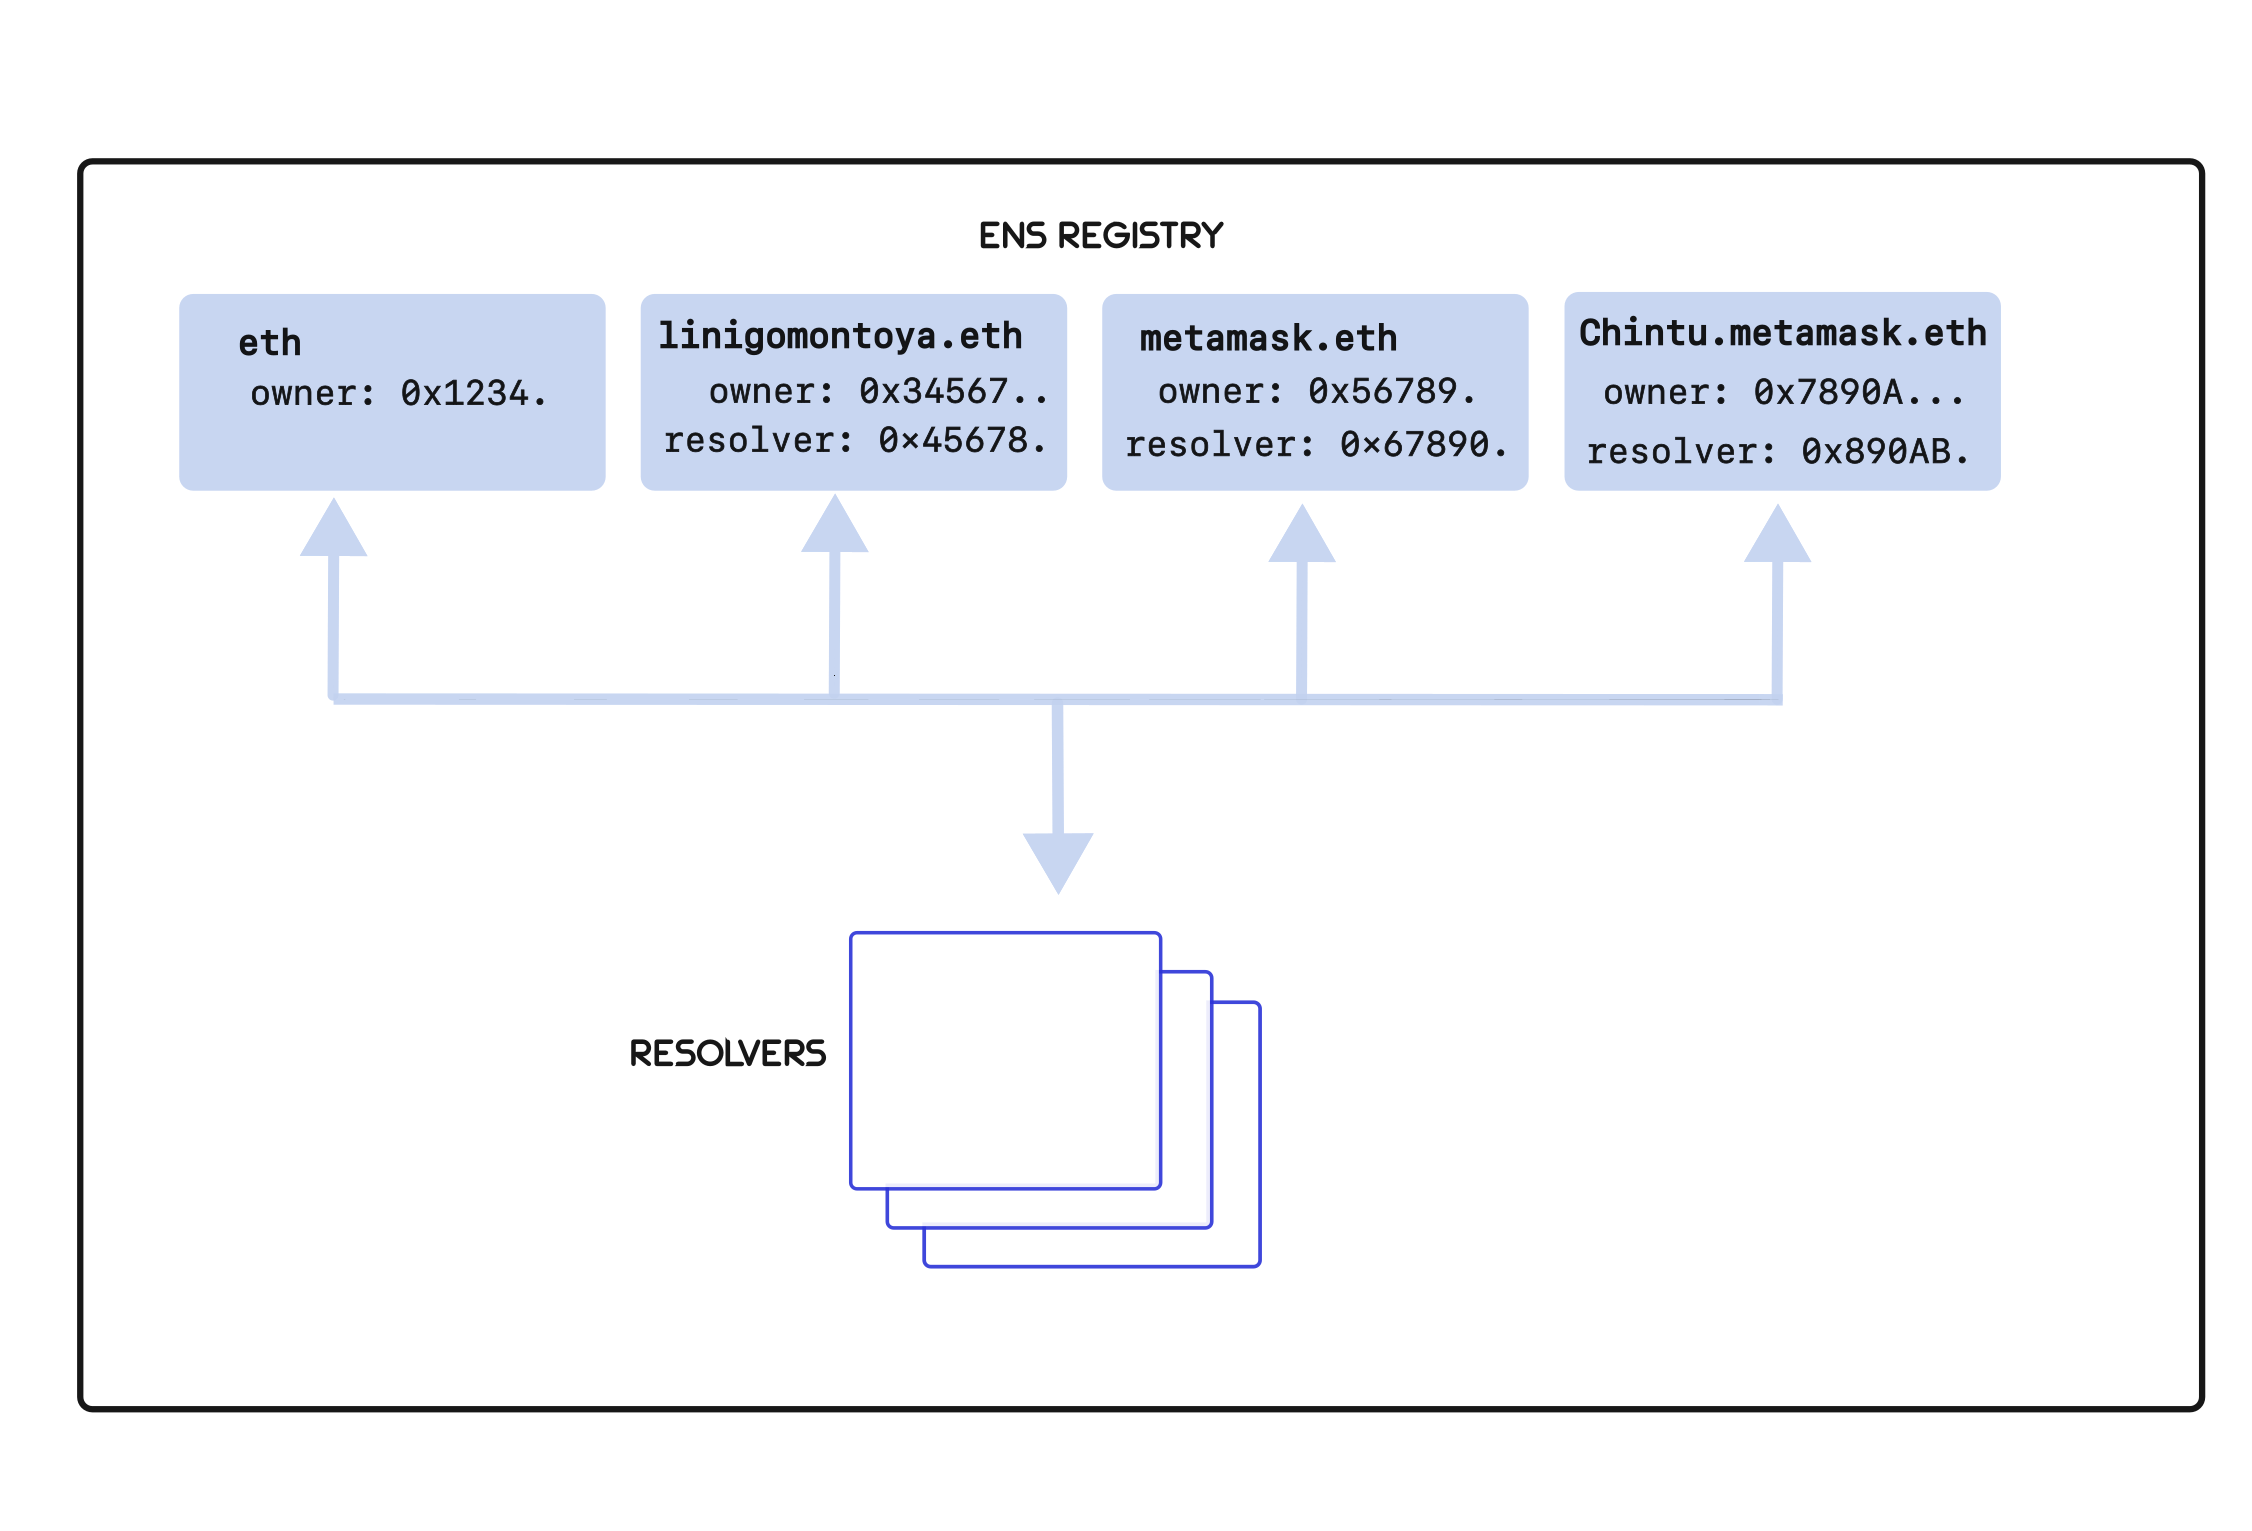 ENS REGISTRY
eth
owner: 0x1234.
linigomontoya.eth
owner: 0x34567..
resolver: 0×45678.
metamask.eth
owner: 0x56789.
resolver: 0×67890.
Chintu.metamask.eth
owner: 0x7890A...
resolver: 0x890AB.
RESOLVERS